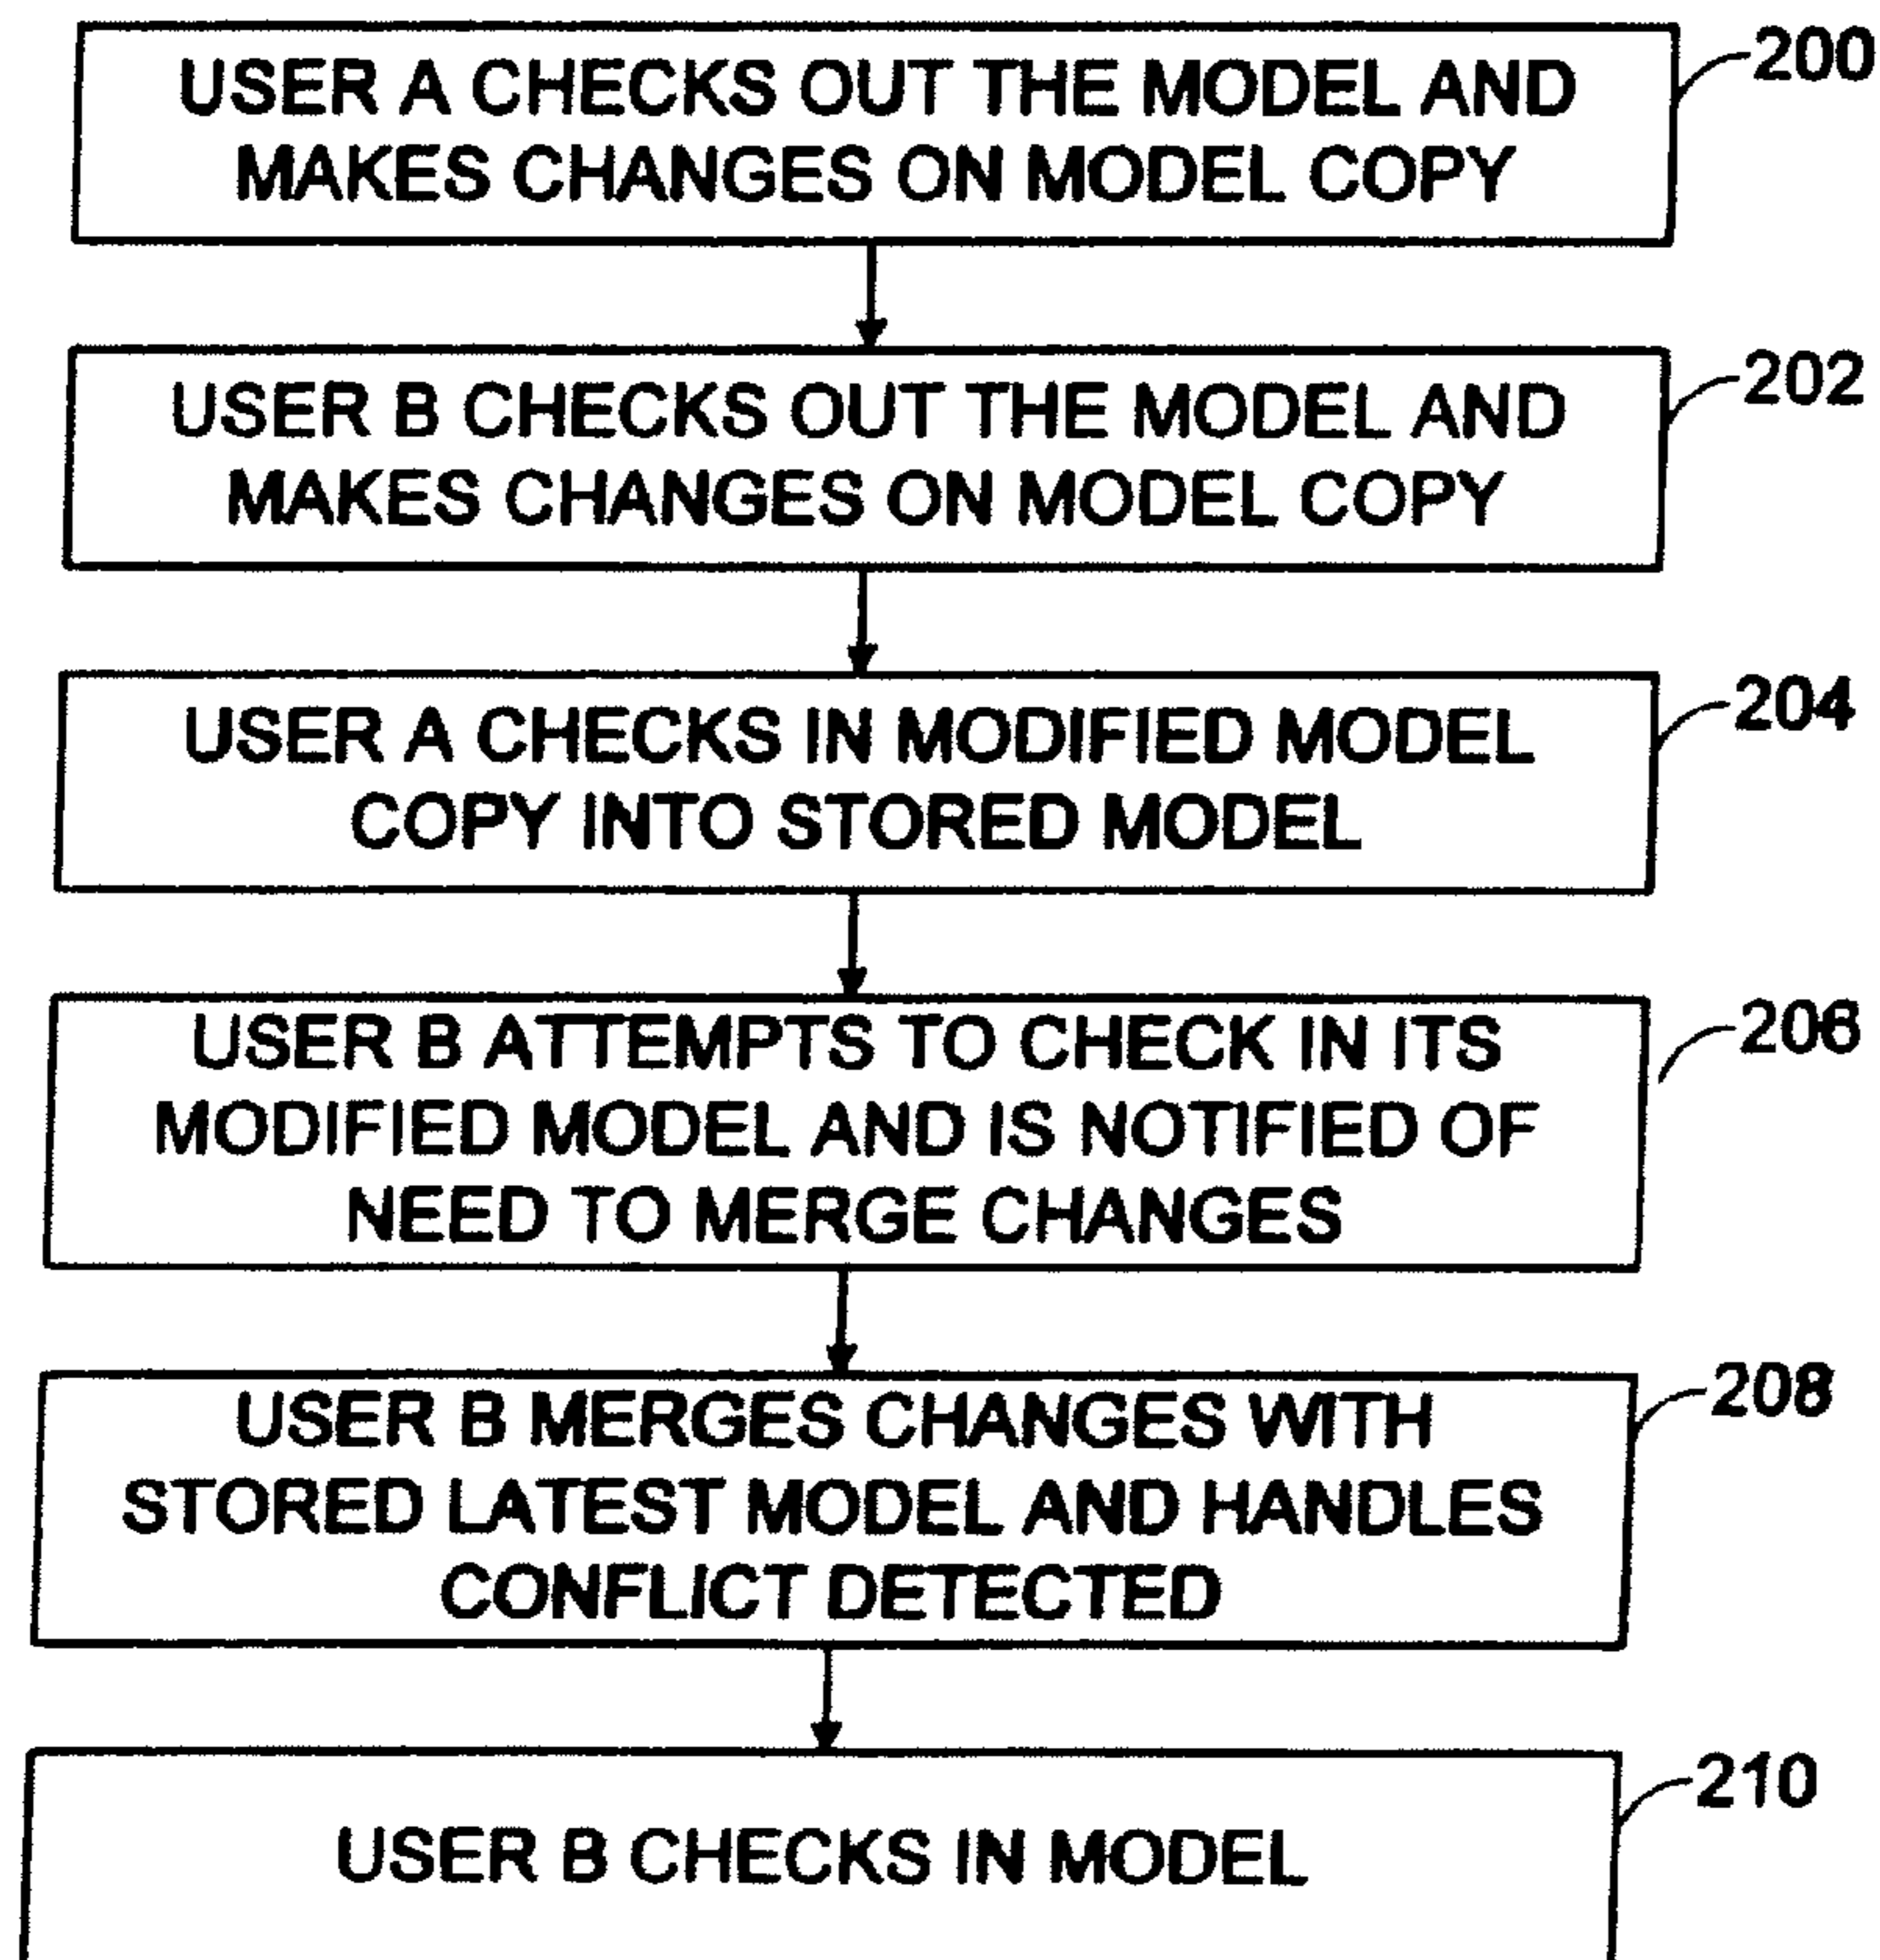 USER A CHECKS OUT THE MODEL AND
MAKES CHANGES ON MODEL COPY
200
USER B CHECKS OUT THE MODEL AND
MAKES CHANGES ON MODEL COPY
202
USER A CHECKS IN MODIFIED MODEL
COPY INTO STORED MODEL
204
USER B ATTEMPTS TO CHECK IN ITS
MODIFIED MODEL AND IS NOTIFIED OF
NEED TO MERGE CHANGES
206
USER B MERGES CHANGES WITH
STORED LATEST MODEL AND HANDLES
CONFLICT DETECTED
208
USER B CHECKS IN MODEL
210